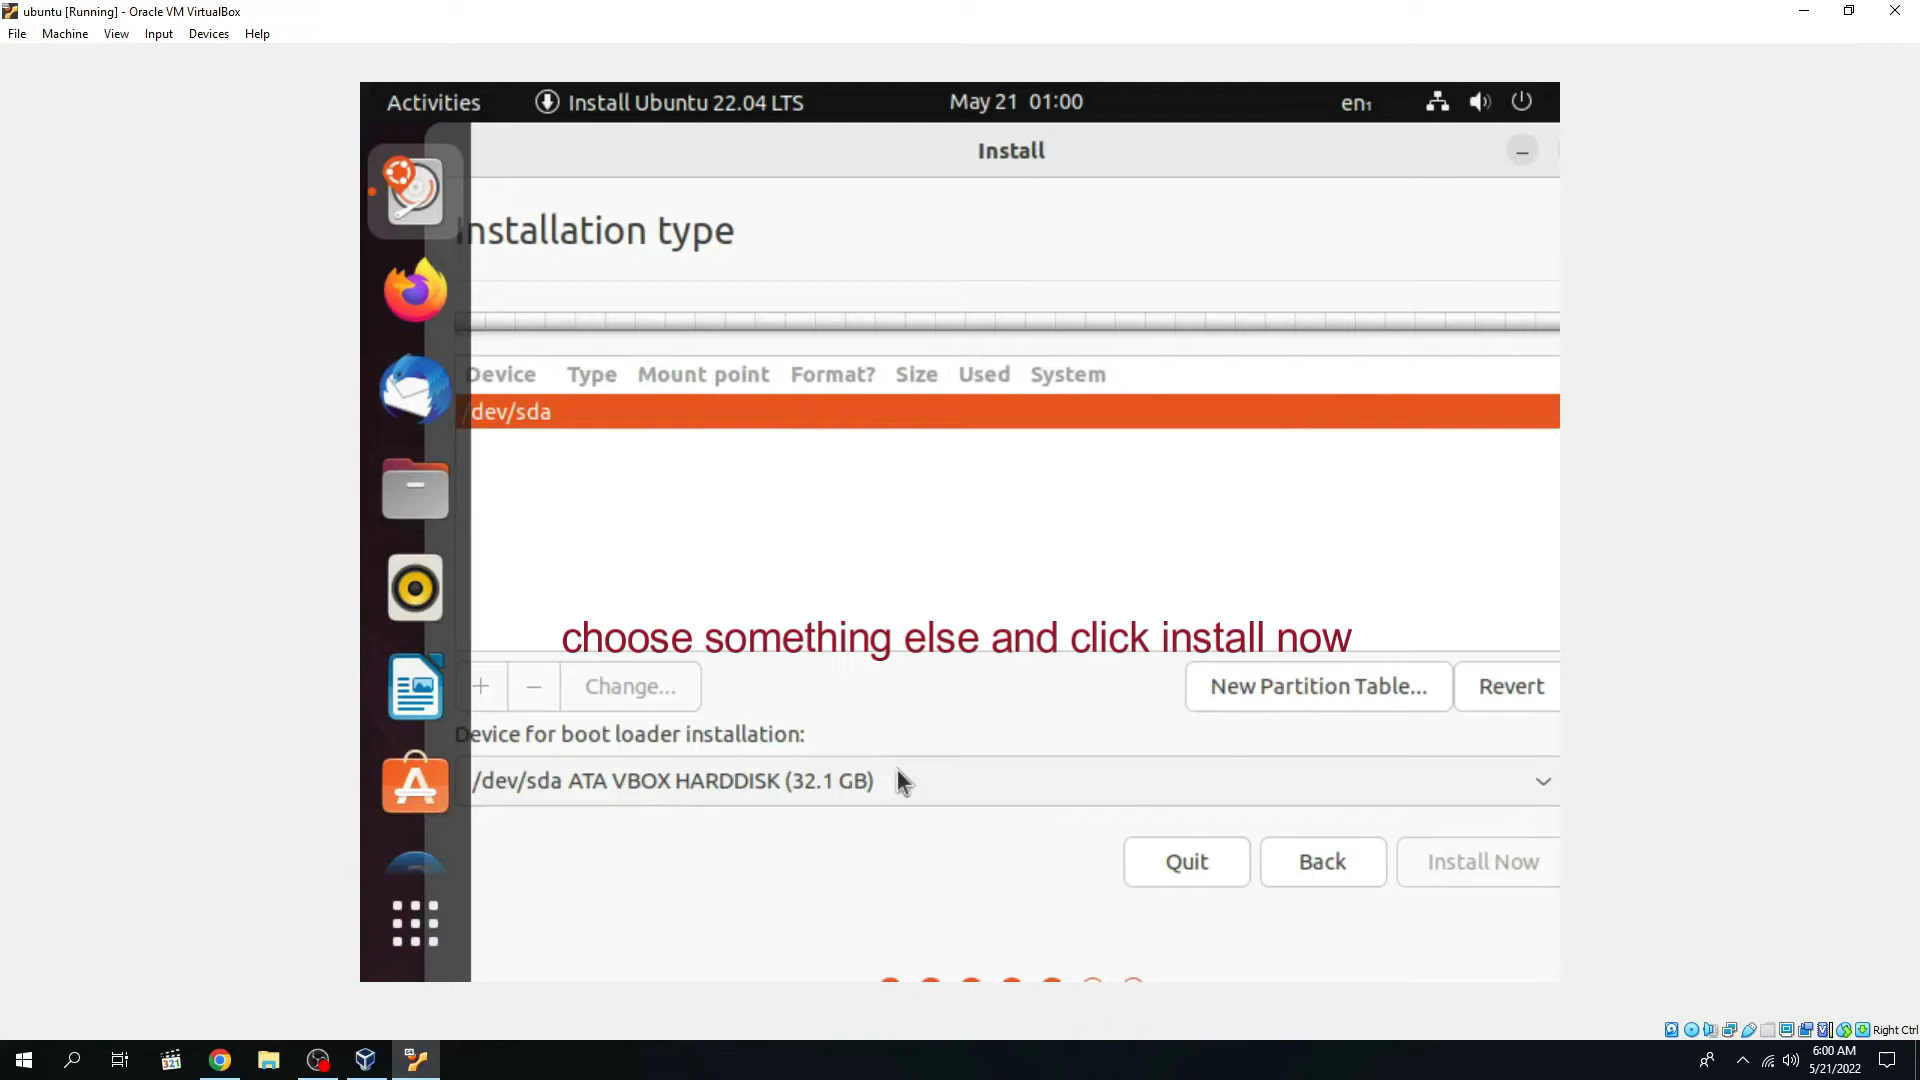 ubuntu [Running] - Oracle VM VirtualBox
File Machine View Input Devices Help
Activities Install Ubuntu 22.04 LTS May 21 01:00 en1
Install
Installation type
Device Type Mount point Format? Size Used System
/dev/sda
choose something else and click install now
+ − Change... New Partition Table... Revert
Device for boot loader installation:
/dev/sda ATA VBOX HARDDISK (32.1 GB)
Quit Back Install Now
Right Ctrl
321
6:00 AM
5/21/2022